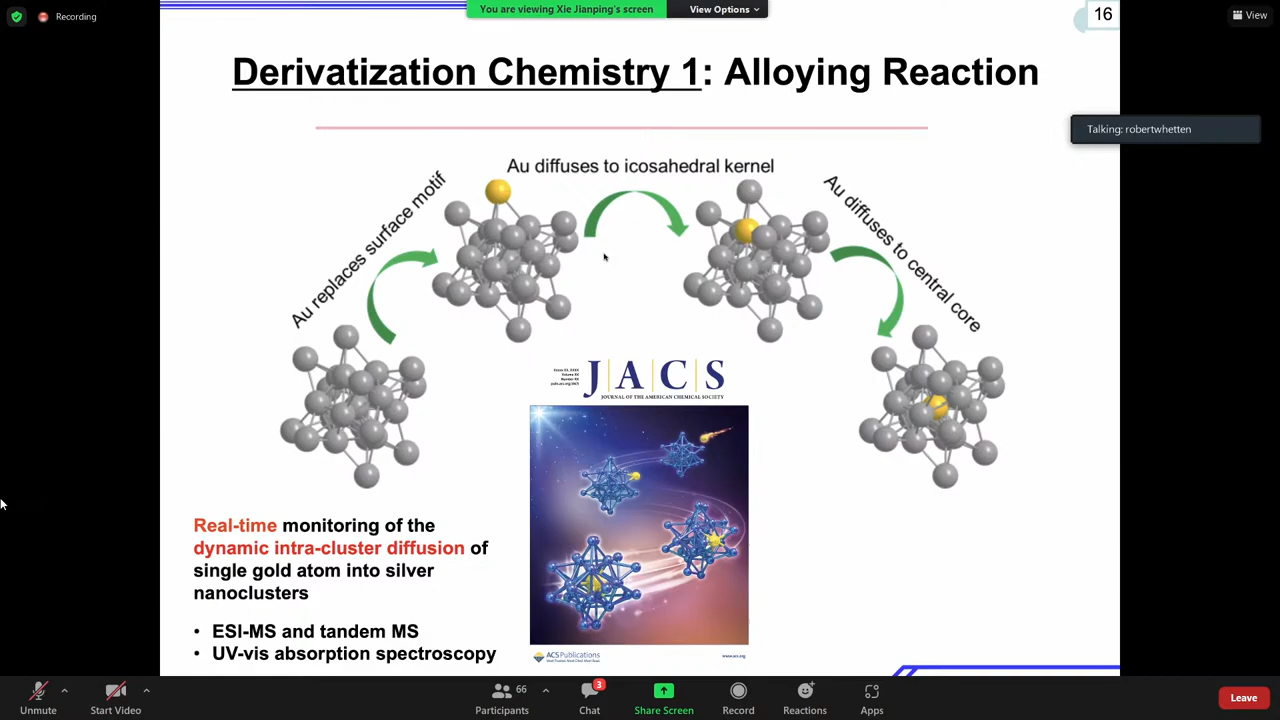 Recording
You are viewing Xie Jianping's screen
View Options
View
16
Derivatization Chemistry 1: Alloying Reaction
Talking: robertwhetten
Au replaces surface motif
Au diffuses to icosahedral kernel
Au diffuses to central core
JACS
JOURNAL OF THE AMERICAN CHEMICAL SOCIETY
Real-time monitoring of the
dynamic intra-cluster diffusion of
single gold atom into silver
nanoclusters
• ESI-MS and tandem MS
• UV-vis absorption spectroscopy
ACS Publications
Unmute
Start Video
66
Participants
3
Chat
Share Screen
Record
Reactions
Apps
Leave